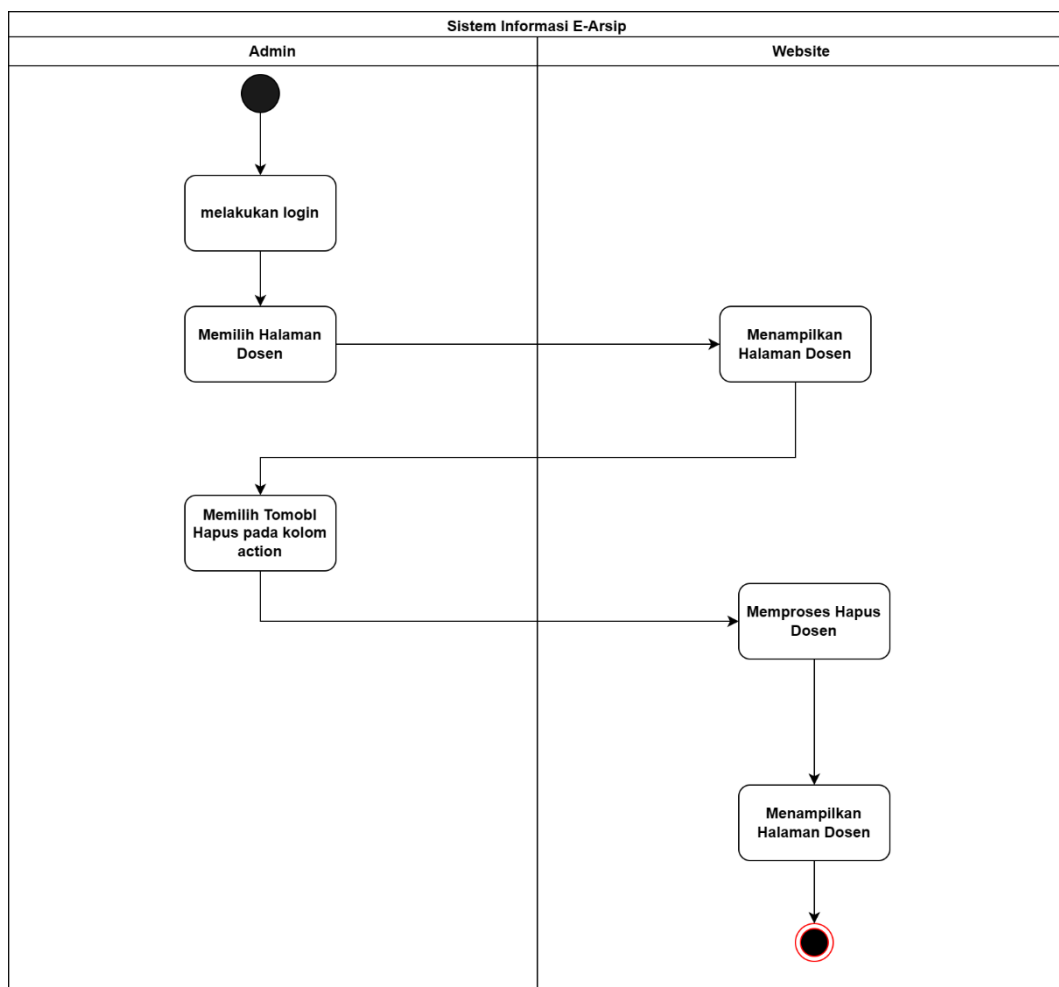 Sistem Informasi E-Arsip
Admin
Website
melakukan login
Memilih Halaman
Dosen
Menampilkan
Halaman Dosen
Memilih Tomobl
Hapus pada kolom
action
Memproses Hapus
Dosen
Menampilkan
Halaman Dosen